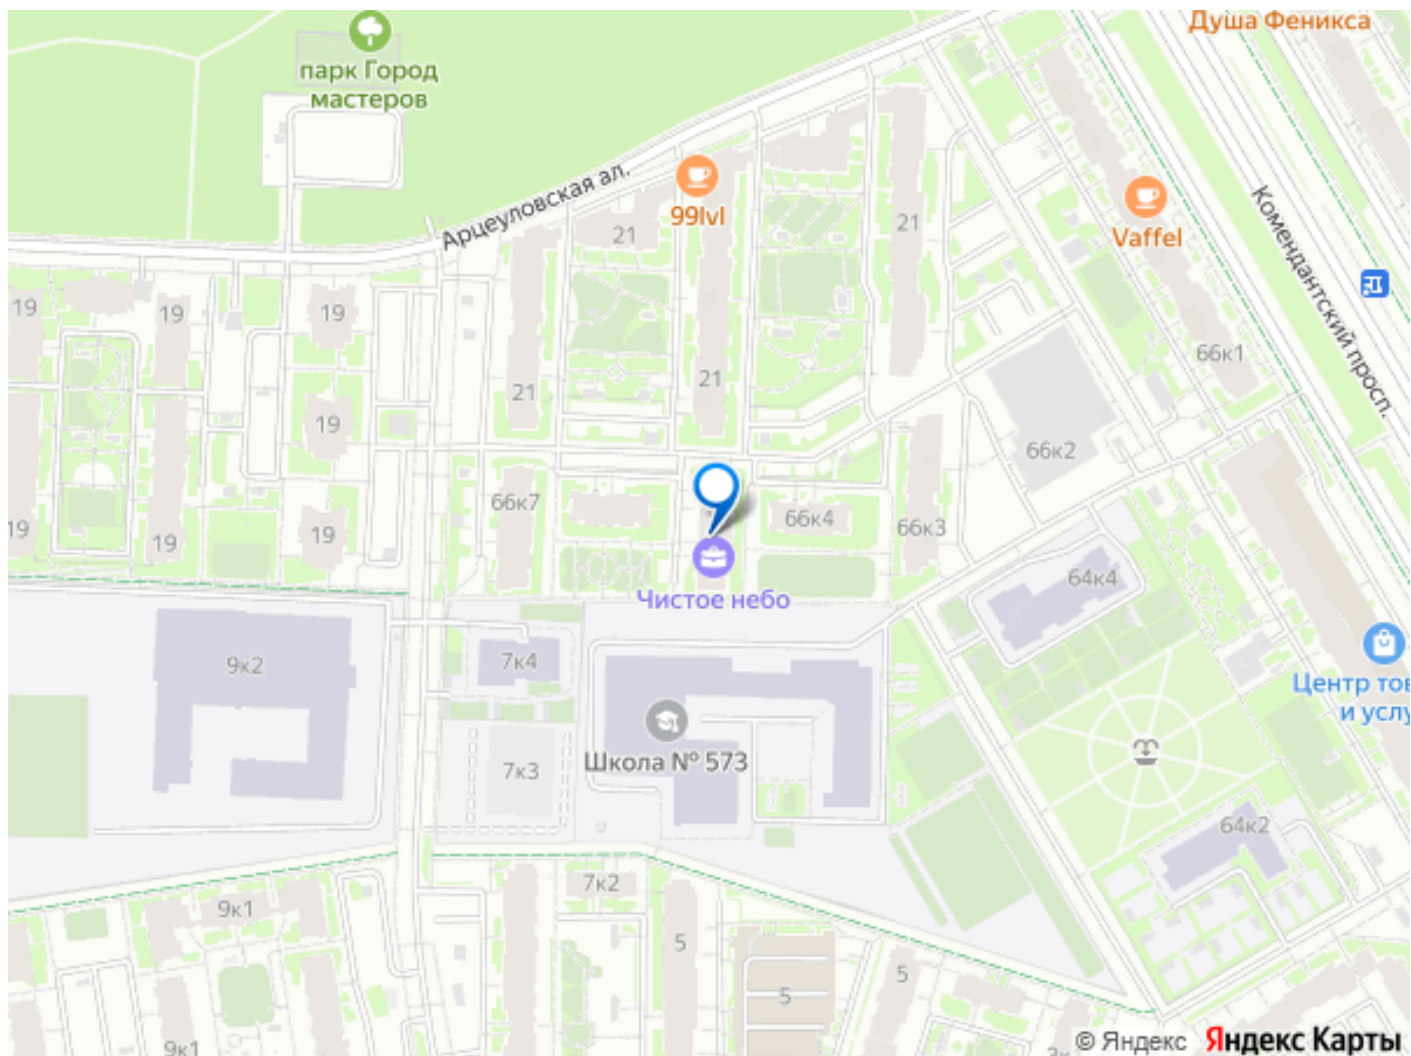 Душа Феникса
парк Город
мастеров
Арцеуловская ал.
99lvl
Vaffel
Комендантский просп.
21
21
19
19
19
66к1
21
21
19
66к2
66к7
66к4
66к3
19
19
19
Чистое небо
64к4
9к2
7к4
Центр тов
и услу
Школа № 573
7к3
64к2
7к2
9к1
5
5
5
9к1
© Яндекс Яндекс Карты